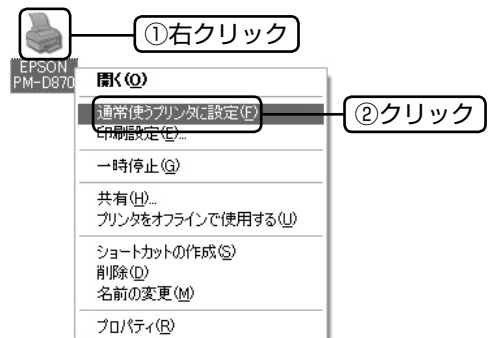 ①右クリック
EPSON
PM-D870
開く(O)
通常使うプリンタに設定(F)
②クリック
印刷設定(E)...
一時停止(G)
共有(H)...
プリンタをオフラインで使用する(U)
ショートカットの作成(S)
削除(D)
名前の変更(M)
プロパティ(R)